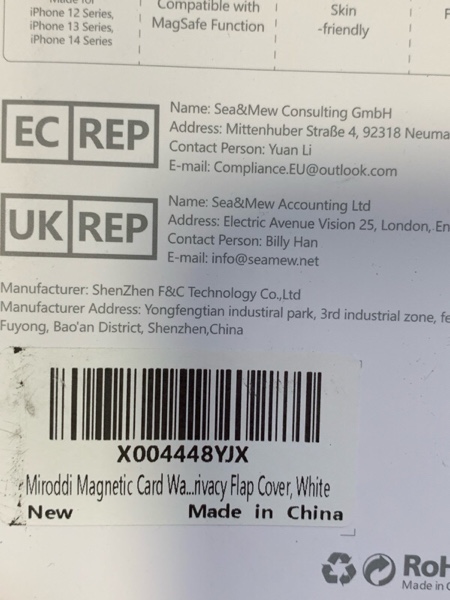 Made for
iPhone 12 Series,
iPhone 13 Series,
iPhone 14 Series
Compatible with
MagSafe Function
Skin
-friendly
EC REP
Name: Sea&Mew Consulting GmbH
Address: Mittenhuber Straße 4, 92318 Neuma
Contact Person: Yuan Li
E-mail: Compliance.EU@outlook.com
UK REP
Name: Sea&Mew Accounting Ltd
Address: Electric Avenue Vision 25, London, En
Contact Person: Billy Han
E-mail: info@seamew.net
Manufacturer: ShenZhen F&C Technology Co.,Ltd
Manufacturer Address: Yongfengtian industiral park, 3rd industrial zone, fe
Fuyong, Bao'an District, Shenzhen,China
X004448YJX
Miroddi Magnetic Card Wa...rivacy Flap Cover, White
New Made in China
RoH
Made in C